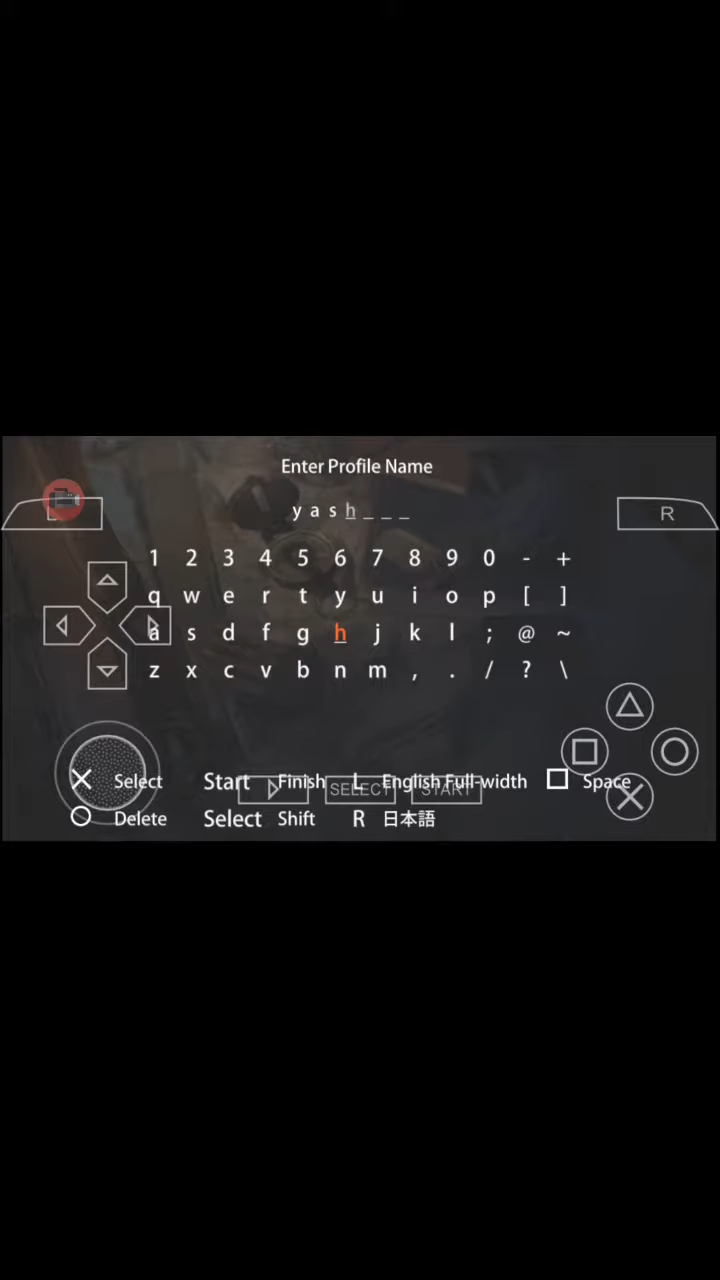 Enter Profile Name
y a s h _ _ _
L R
1 2 3 4 5 6 7 8 9 0 - +
q w e r t y u i o p [ ]
a s d f g h j k l ; @ ~
z x c v b n m , . / ? \
Select Start Finish L English Full-width Space
SELECT START
Delete Select Shift R 日本語